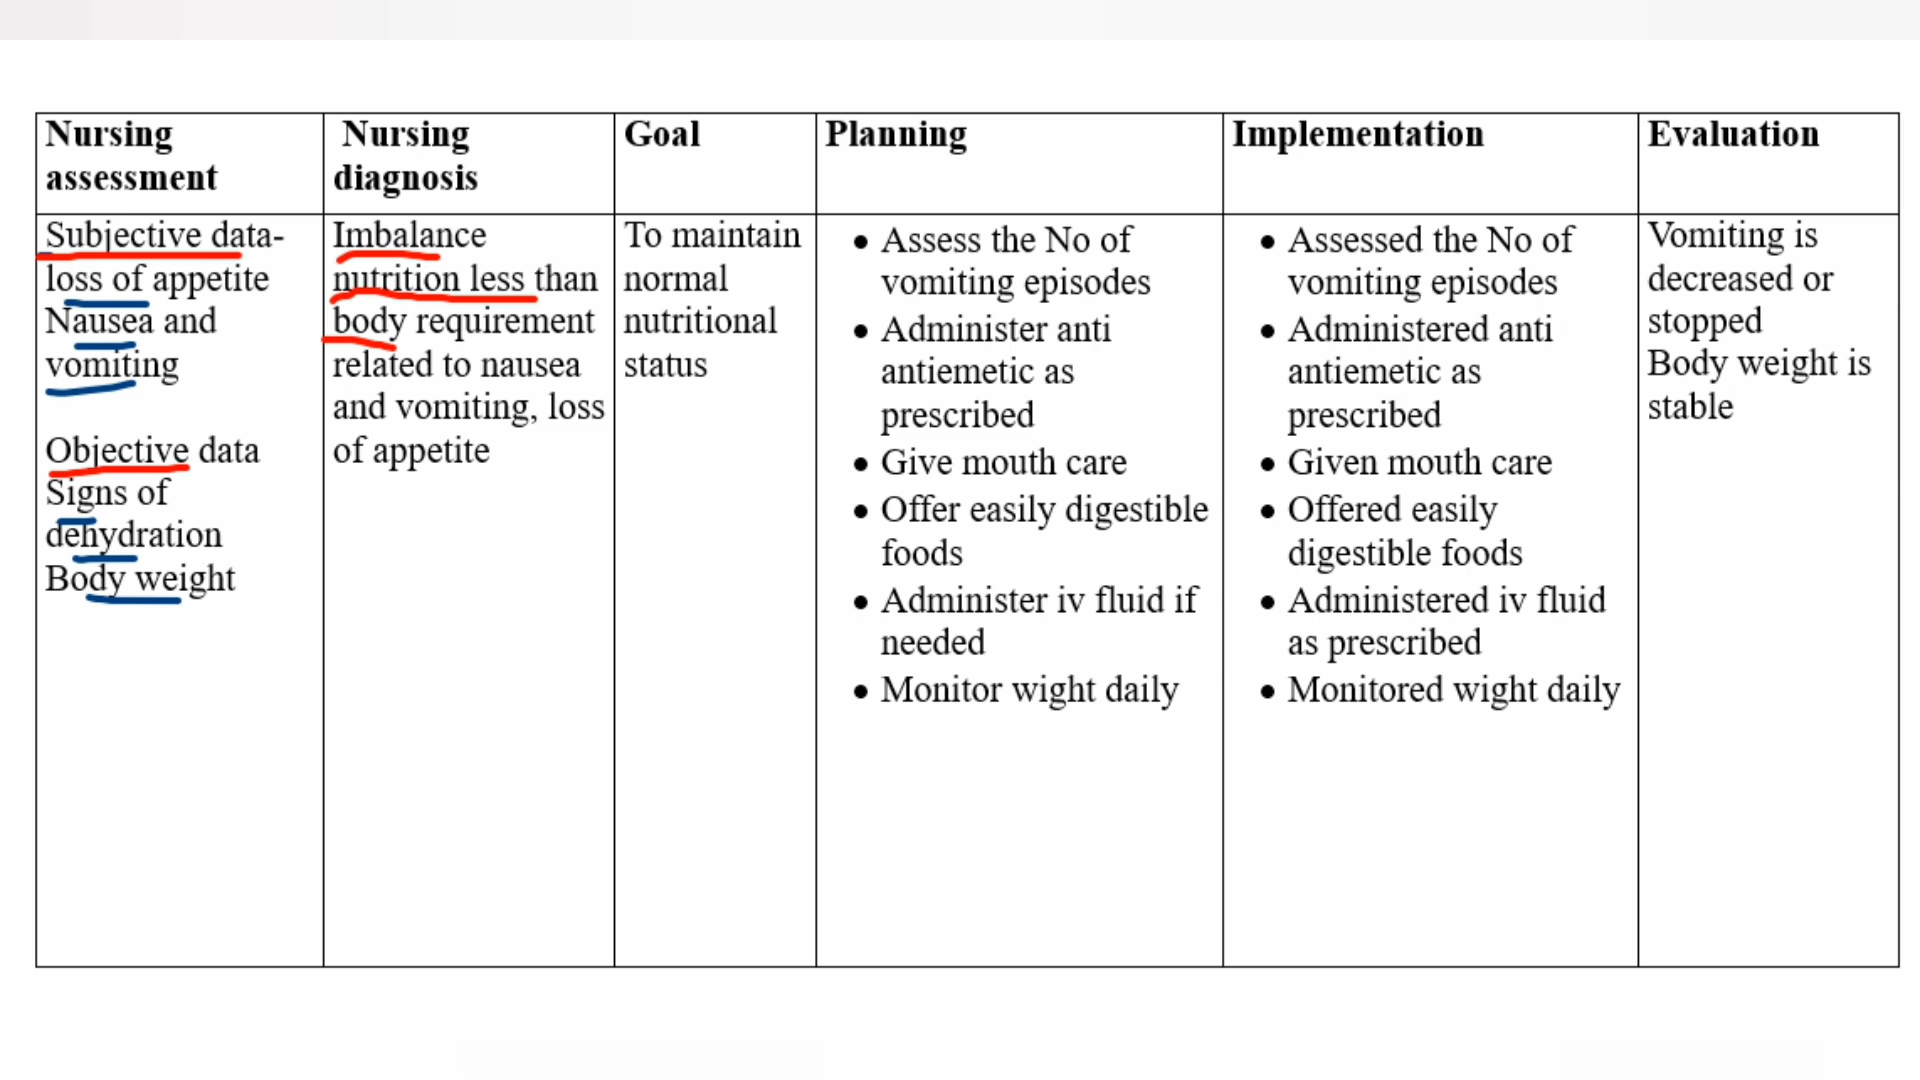 Nursing
assessment
Nursing
diagnosis
Goal
Planning
Implementation
Evaluation
Subjective data-
loss of appetite
Nausea and
vomiting
Objective data
Signs of
dehydration
Body weight
Imbalance
nutrition less than
body requirement
related to nausea
and vomiting, loss
of appetite
To maintain
normal
nutritional
status
• Assess the No of
vomiting episodes
• Administer anti
antiemetic as
prescribed
• Give mouth care
• Offer easily digestible
foods
• Administer iv fluid if
needed
• Monitor wight daily
• Assessed the No of
vomiting episodes
• Administered anti
antiemetic as
prescribed
• Given mouth care
• Offered easily
digestible foods
• Administered iv fluid
as prescribed
• Monitored wight daily
Vomiting is
decreased or
stopped
Body weight is
stable